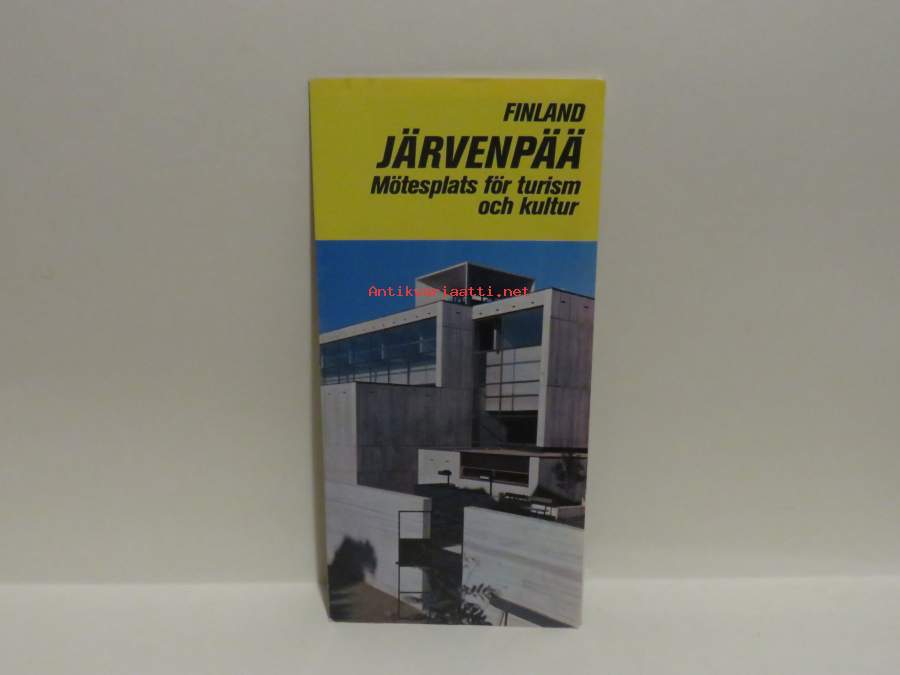 FINLAND
JÄRVENPÄÄ
Mötesplats för turism
och kultur
Antikvariaatti.net